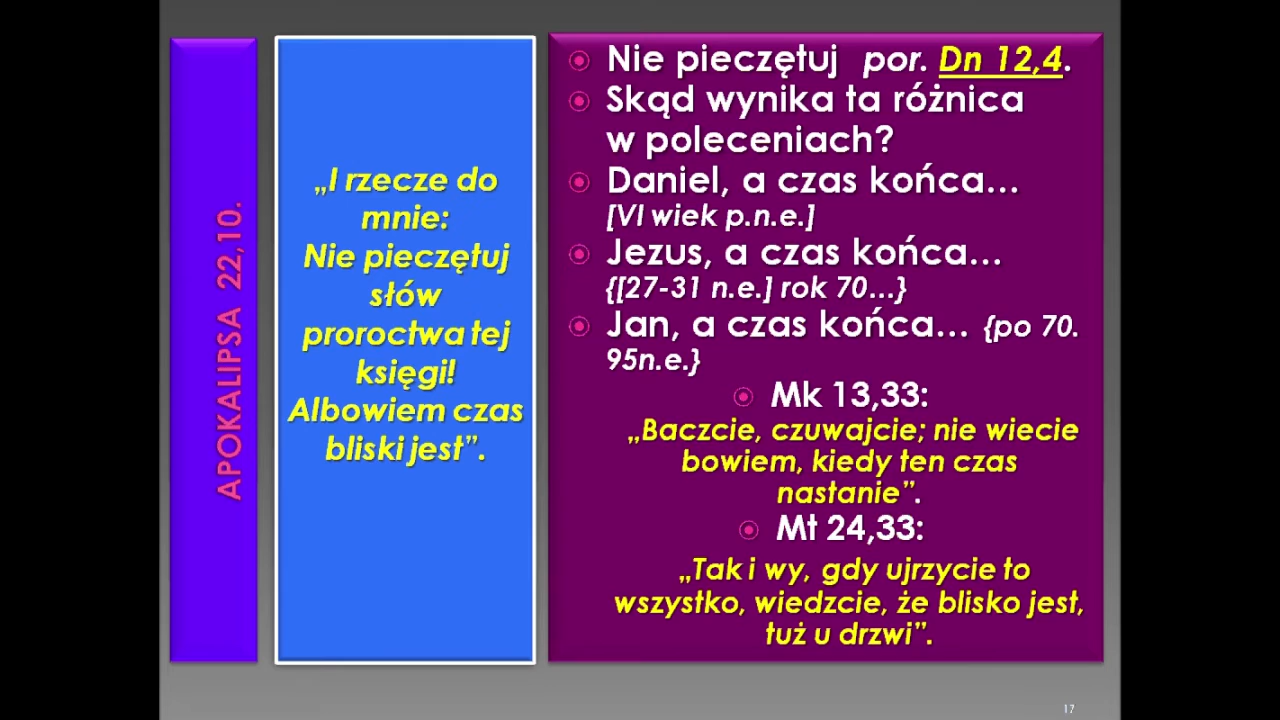 APOKALIPSA 22,10.
„I rzecze do
mnie:
Nie pieczętuj
słów
proroctwa tej
księgi!
Albowiem czas
bliski jest”.
Nie pieczętuj por. Dn 12,4.
Skąd wynika ta różnica
w poleceniach?
Daniel, a czas końca...
[VI wiek p.n.e.]
Jezus, a czas końca...
{[27-31 n.e.] rok 70...}
Jan, a czas końca... {po 70.
95n.e.}
Mk 13,33:
„Baczcie, czuwajcie; nie wiecie
bowiem, kiedy ten czas
nastanie”.
Mt 24,33:
„Tak i wy, gdy ujrzycie to
wszystko, wiedzcie, że blisko jest,
tuż u drzwi”.
17